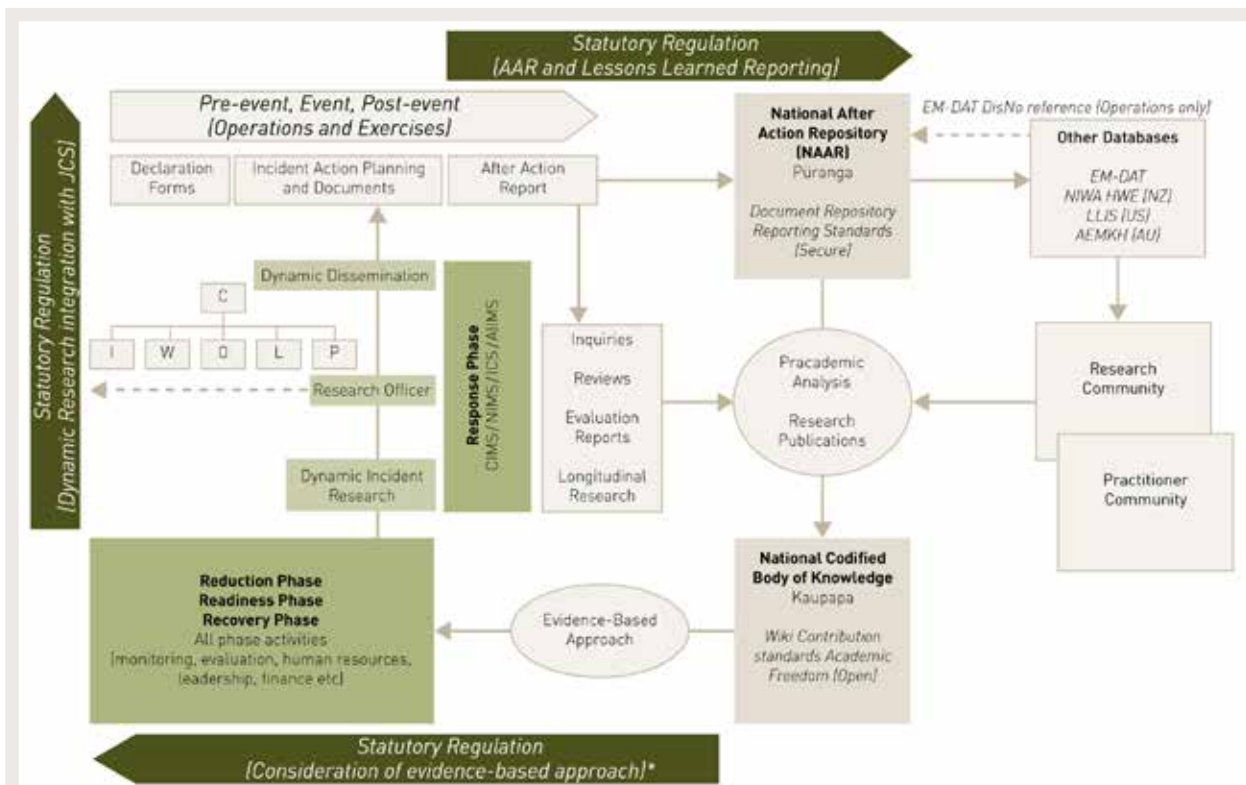 Statutory Regulation
(AAR and Lessons Learned Reporting)
Pre-event, Event, Post-event
(Operations and Exercises)
Declaration
Forms
Incident Action Planning
and Documents
After Action
Report
National After
Action Repository
(NAAR)
Puranga
Document Repository
Reporting Standards
(Secure)
EM-DAT DisNo reference (Operations only)
Other Databases
EM-DAT
NIWA HWE (NZ)
LLIS (US)
AEMKH (AU)
Statutory Regulation
(Dynamic Research integration with JCS)
Dynamic Dissemination
C
I
W
O
L
P
Research Officer
Dynamic Incident
Research
Response Phase
CIMS/NIMS/ICS/AIIMS
Inquiries
Reviews
Evaluation
Reports
Longitudinal
Research
Pracademic
Analysis
Research
Publications
Research
Community
Practitioner
Community
Reduction Phase
Readiness Phase
Recovery Phase
All phase activities
(monitoring, evaluation, human resources,
leadership, finance etc)
Evidence-Based
Approach
National Codified
Body of Knowledge
Kaupapa
Wiki Contribution
standards Academic
Freedom (Open)
Statutory Regulation
(Consideration of evidence-based approach)*